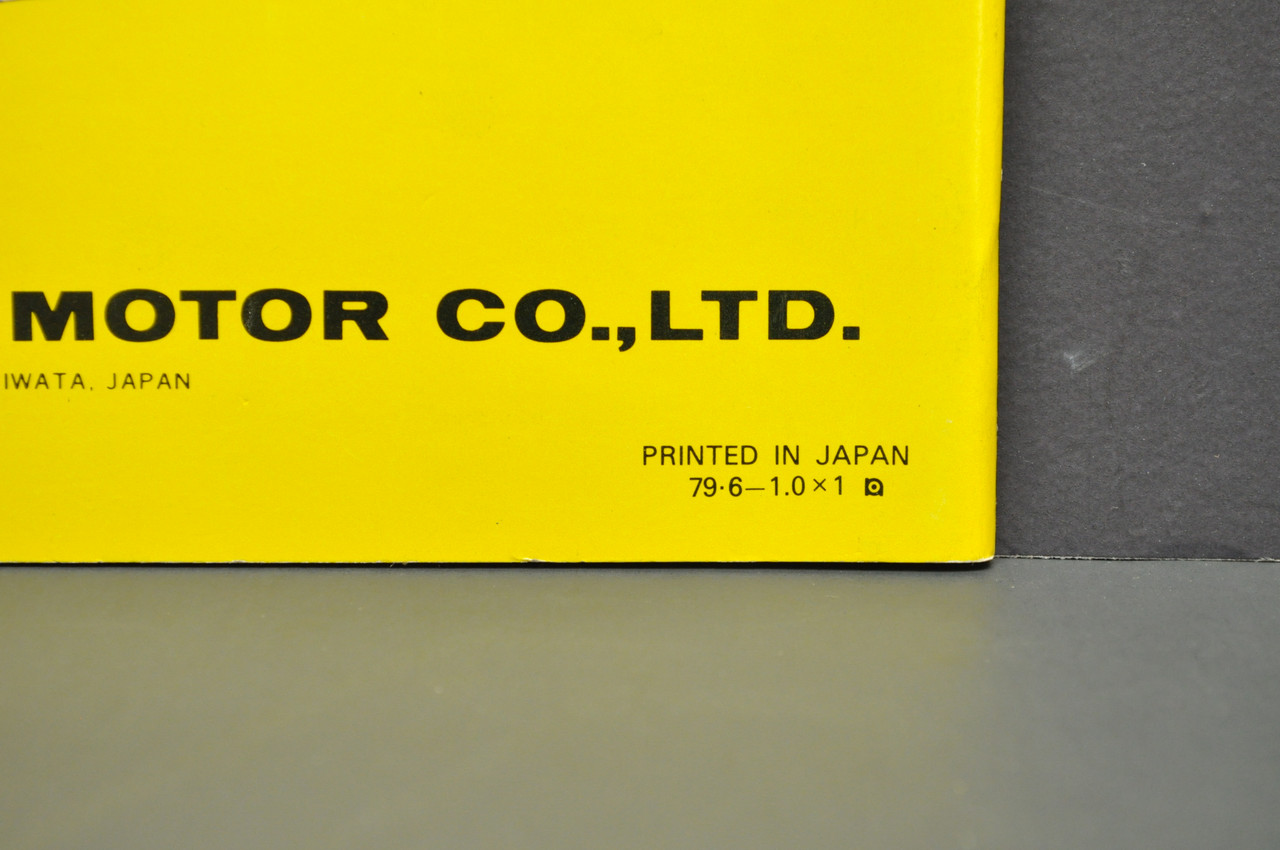 MOTOR CO.,LTD.
IWATA, JAPAN
PRINTED IN JAPAN
79·6—1.0×1